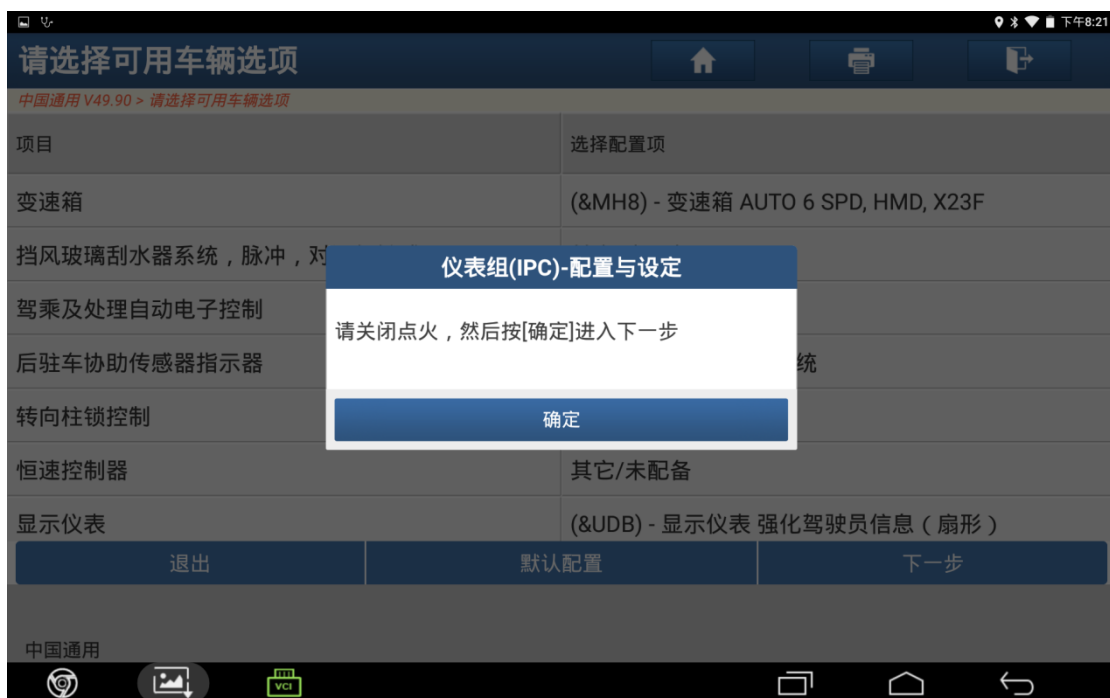 下午8:21
请选择可用车辆选项
中国通用 V49.90 > 请选择可用车辆选项
项目 选择配置项
变速箱 (&MH8) - 变速箱 AUTO 6 SPD, HMD, X23F
挡风玻璃刮水器系统，脉冲，对
仪表组(IPC)-配置与设定
驾乘及处理自动电子控制
请关闭点火，然后按[确定]进入下一步
后驻车协助传感器指示器 统
转向柱锁控制
确定
恒速控制器 其它/未配备
显示仪表 (&UDB) - 显示仪表 强化驾驶员信息（扇形）
退出 默认配置 下一步
中国通用
VCI